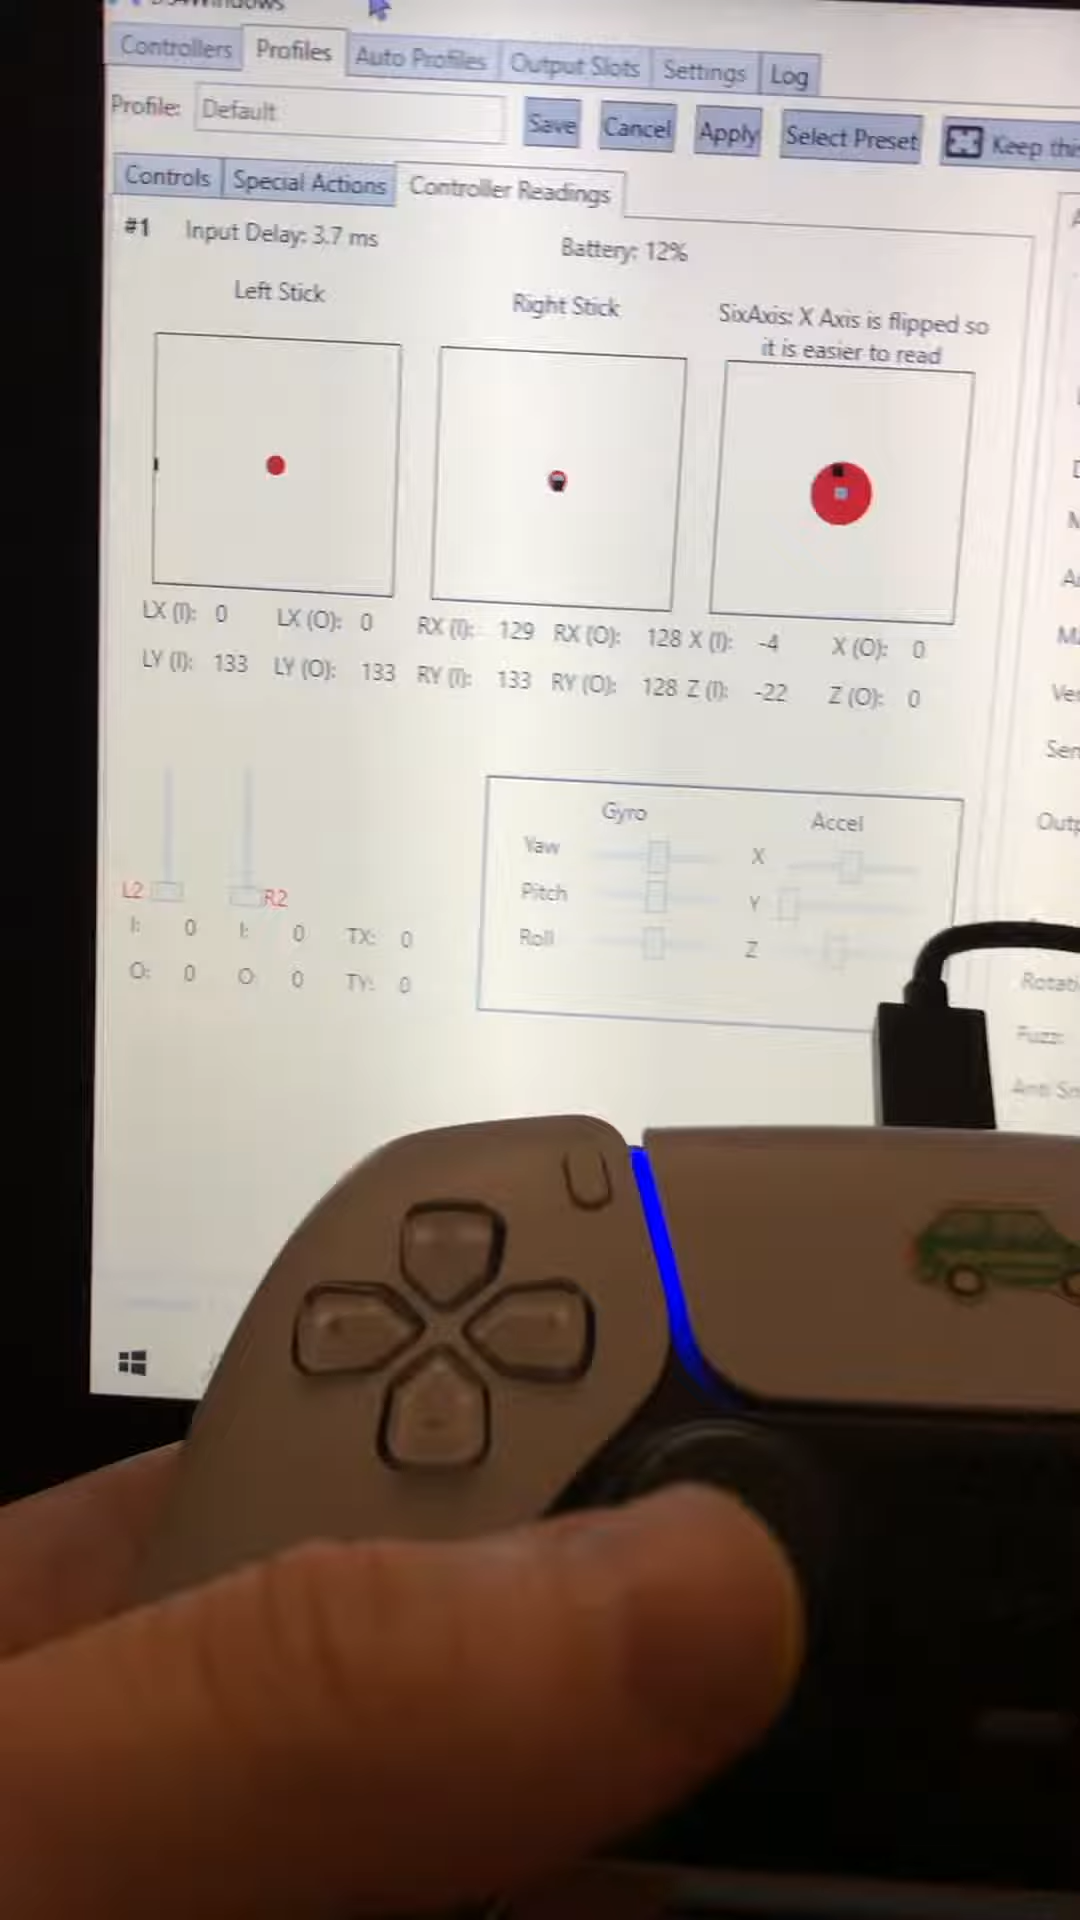 Controllers Profiles Auto Profiles Output Slots Settings Log
Profile: Default Save Cancel Apply Select Preset Keep
Controls Special Actions Controller Readings
#1 Input Delay: 3.7 ms Battery: 12%
Left Stick Right Stick SixAxis: X Axis is flipped so
it is easier to read
LX (I): 0 LX (O): 0 RX (I): 129 RX (O): 128 X (I): -4 X (O): 0
LY (I): 133 LY (O): 133 RY (I): 133 RY (O): 128 Z (I): -22 Z (O): 0
Gyro Accel
Yaw X
Pitch Y
L2 R2
Roll Z
I: 0 I: 0 TX: 0
O: 0 O: 0 TY: 0
Fuzz: